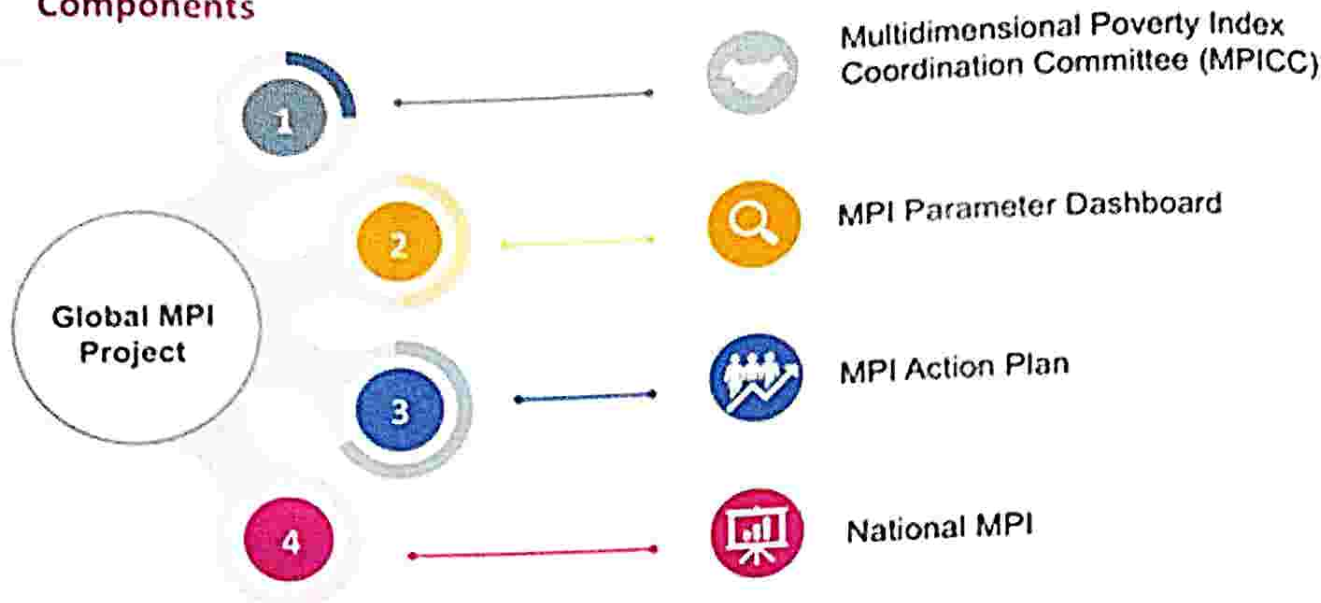 Components
1
Multidimensional Poverty Index
Coordination Committee (MPICC)
2
MPI Parameter Dashboard
Global MPI
Project
3
MPI Action Plan
4
National MPI